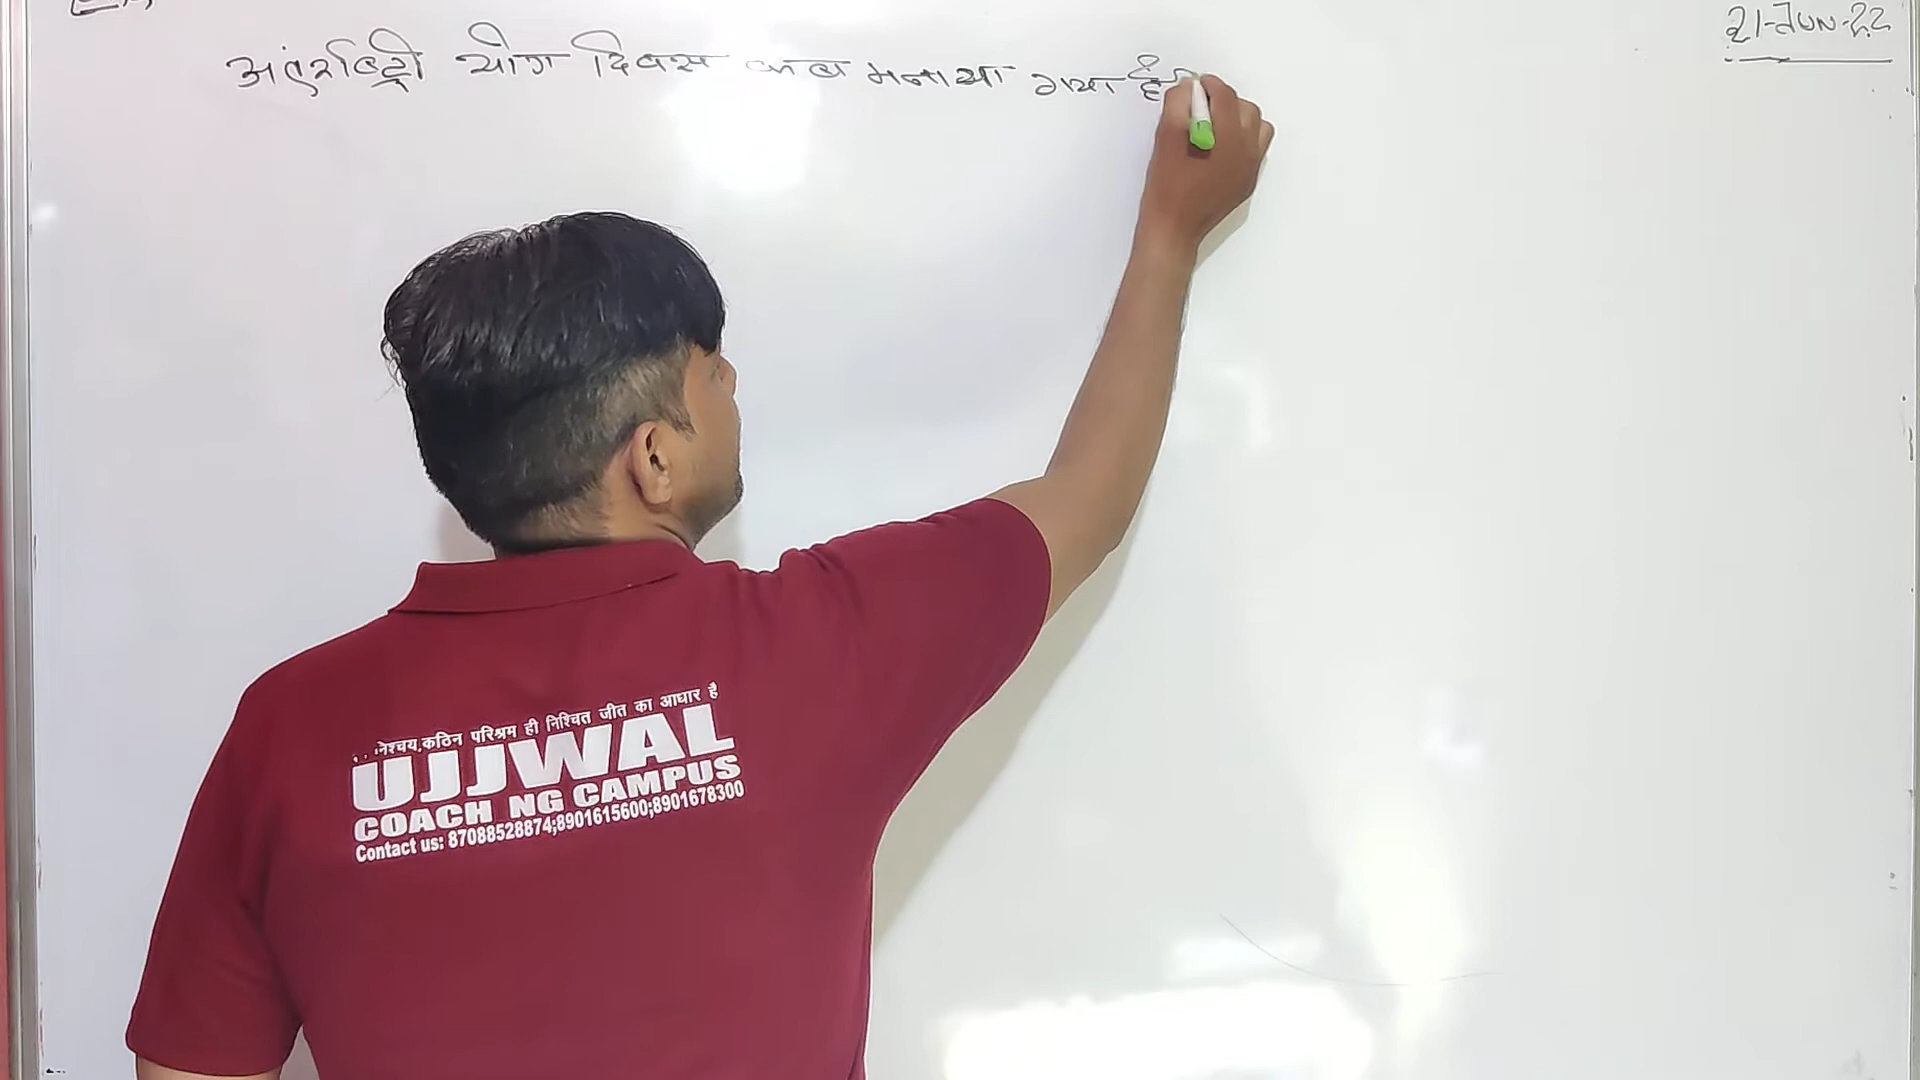 21-JUN-22
अंतर्राष्ट्री योग दिवस कब मनाया गया है
निश्चय,कठिन परिश्रम ही निश्चित जीत का आधार है
UJJWAL
COACH NG CAMPUS
Contact us: 87088528874;8901615600;8901678300